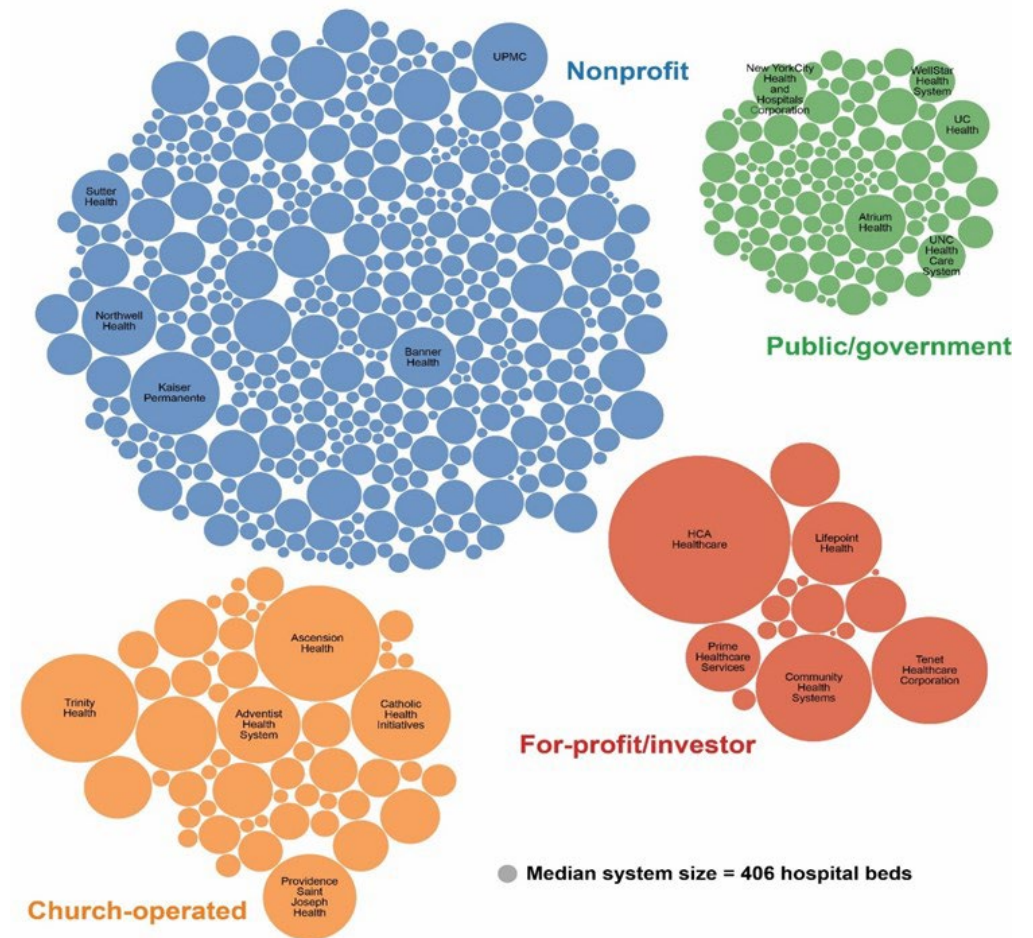 UPMC
Nonprofit
New YorkCity
Health
and
Hospitals
Corporation
WellStar
Health
System
UC
Health
Sutter
Health
Atrium
Health
UNC
Health
Care
System
Northwell
Health
Public/government
Banner
Health
Kaiser
Permanente
HCA
Healthcare
Lifepoint
Health
Ascension
Health
Prime
Healthcare
Services
Tenet
Healthcare
Corporation
Community
Health
Systems
Trinity
Health
Adventist
Health
System
Catholic
Health
Initiatives
For-profit/investor
Median system size = 406 hospital beds
Providence
Saint
Joseph
Health
Church-operated